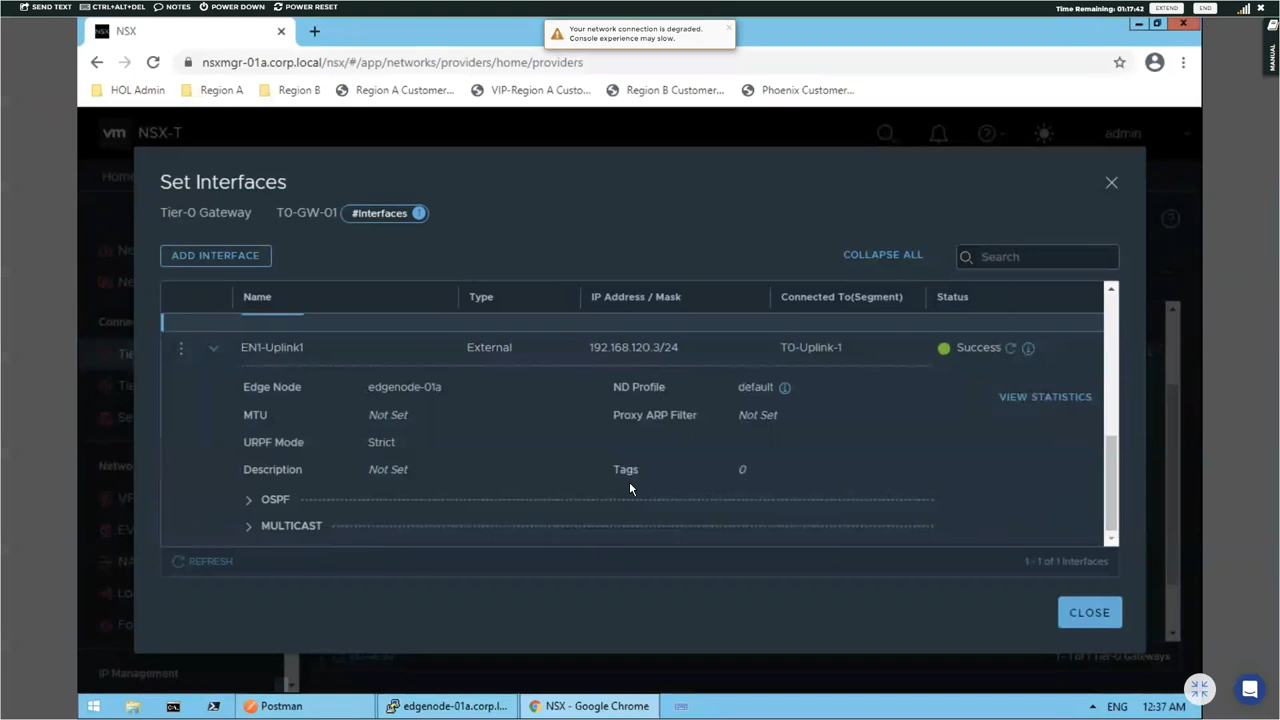 SEND TEXT CTRL+ALT+DEL NOTES POWER DOWN POWER RESET
Time Remaining: 01:17:42 EXTEND END
MANUAL
NSX NSX
Your network connection is degraded.
Console experience may slow.
nsxmgr-01a.corp.local/nsx/#/app/networks/providers/home/providers
HOL Admin Region A Region B Region A Customer... VIP-Region A Custo... Region B Customer... Phoenix Customer...
vm NSX-T admin
Set Interfaces
Tier-0 Gateway T0-GW-01 #Interfaces 1
ADD INTERFACE COLLAPSE ALL Search
Name Type IP Address / Mask Connected To(Segment) Status
EN1-Uplink1 External 192.168.120.3/24 T0-Uplink-1 Success
Edge Node edgenode-01a ND Profile default
VIEW STATISTICS
MTU Not Set Proxy ARP Filter Not Set
URPF Mode Strict
Description Not Set Tags 0
OSPF
MULTICAST
REFRESH 1 - 1 of 1 Interfaces
CLOSE
1 - 1 of 1 Tier-0 Gateways
IP Management
Postman edgenode-01a.corp.l... NSX - Google Chrome ENG 12:37 AM